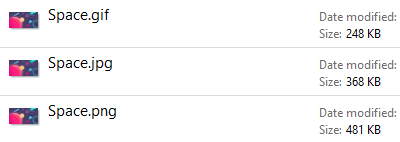 Space.gif
Date modified:
Size: 248 KB
Space.jpg
Date modified:
Size: 368 KB
Space.png
Date modified:
Size: 481 KB